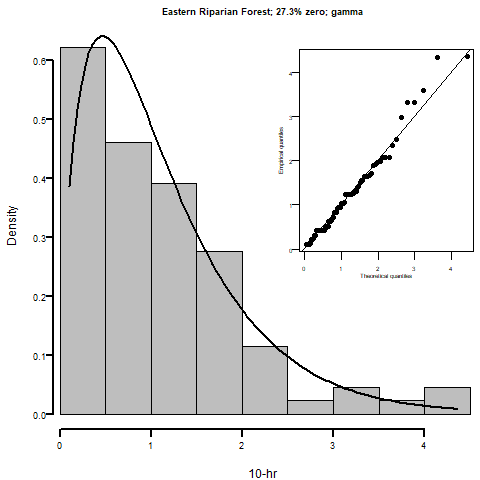 Eastern Riparian Forest; 27.3% zero; gamma
Density
0.6
0.5
0.4
0.3
0.2
0.1
0.0
0 1 2 3 4
10-hr
Empirical quantiles
4
3
2
1
0
0 1 2 3 4
Theoretical quantiles